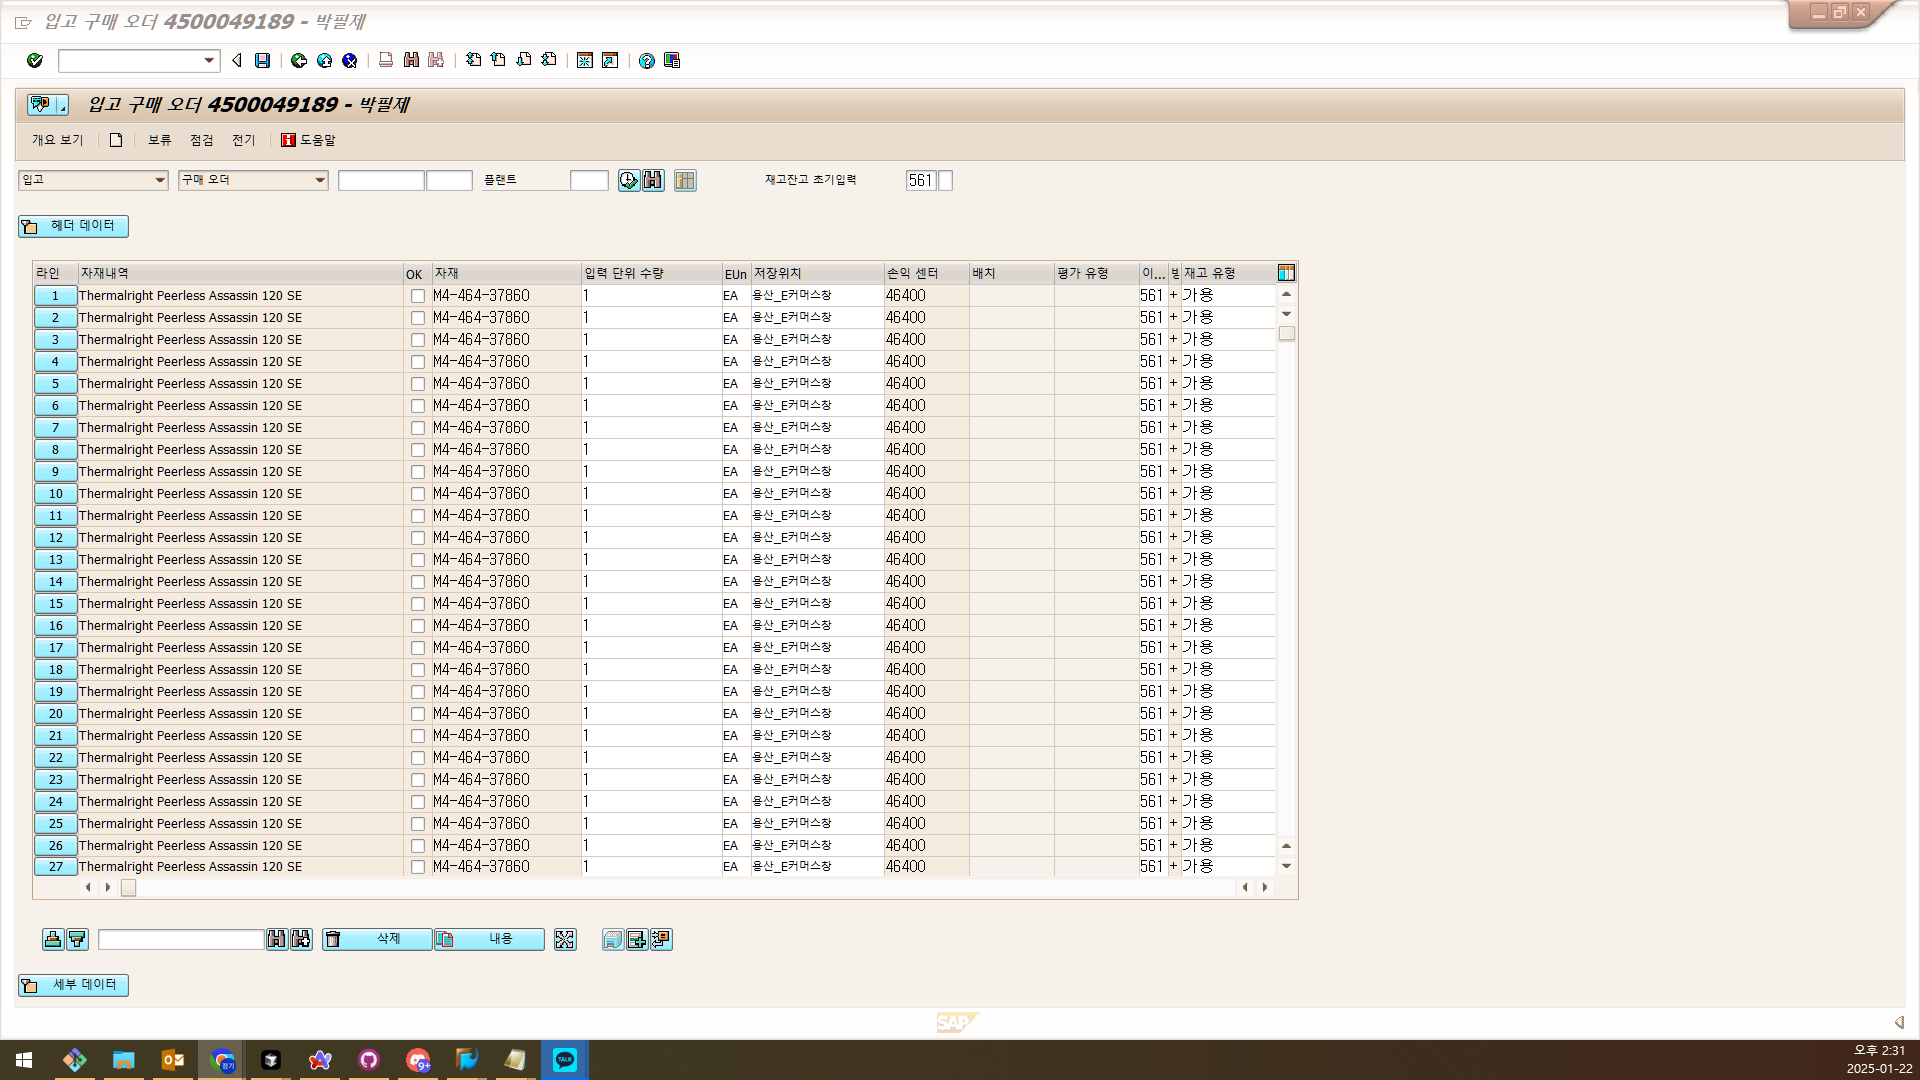 입고 구매 오더 4500049189 - 박필제
입고 구매 오더 4500049189 - 박필제
개요 보기 보류 점검 전기 도움말
입고 구매 오더 플랜트 재고잔고 초기입력 561
헤더 데이터
라인 자재내역 OK 자재 입력 단위 수량 EUn 저장위치 손익 센터 배치 평가 유형 이... 재고 유형
1 Thermalright Peerless Assassin 120 SE M4-464-37860 1 EA 용산_E커머스창 46400 561 + 가용
2 Thermalright Peerless Assassin 120 SE M4-464-37860 1 EA 용산_E커머스창 46400 561 + 가용
3 Thermalright Peerless Assassin 120 SE M4-464-37860 1 EA 용산_E커머스창 46400 561 + 가용
4 Thermalright Peerless Assassin 120 SE M4-464-37860 1 EA 용산_E커머스창 46400 561 + 가용
5 Thermalright Peerless Assassin 120 SE M4-464-37860 1 EA 용산_E커머스창 46400 561 + 가용
6 Thermalright Peerless Assassin 120 SE M4-464-37860 1 EA 용산_E커머스창 46400 561 + 가용
7 Thermalright Peerless Assassin 120 SE M4-464-37860 1 EA 용산_E커머스창 46400 561 + 가용
8 Thermalright Peerless Assassin 120 SE M4-464-37860 1 EA 용산_E커머스창 46400 561 + 가용
9 Thermalright Peerless Assassin 120 SE M4-464-37860 1 EA 용산_E커머스창 46400 561 + 가용
10 Thermalright Peerless Assassin 120 SE M4-464-37860 1 EA 용산_E커머스창 46400 561 + 가용
11 Thermalright Peerless Assassin 120 SE M4-464-37860 1 EA 용산_E커머스창 46400 561 + 가용
12 Thermalright Peerless Assassin 120 SE M4-464-37860 1 EA 용산_E커머스창 46400 561 + 가용
13 Thermalright Peerless Assassin 120 SE M4-464-37860 1 EA 용산_E커머스창 46400 561 + 가용
14 Thermalright Peerless Assassin 120 SE M4-464-37860 1 EA 용산_E커머스창 46400 561 + 가용
15 Thermalright Peerless Assassin 120 SE M4-464-37860 1 EA 용산_E커머스창 46400 561 + 가용
16 Thermalright Peerless Assassin 120 SE M4-464-37860 1 EA 용산_E커머스창 46400 561 + 가용
17 Thermalright Peerless Assassin 120 SE M4-464-37860 1 EA 용산_E커머스창 46400 561 + 가용
18 Thermalright Peerless Assassin 120 SE M4-464-37860 1 EA 용산_E커머스창 46400 561 + 가용
19 Thermalright Peerless Assassin 120 SE M4-464-37860 1 EA 용산_E커머스창 46400 561 + 가용
20 Thermalright Peerless Assassin 120 SE M4-464-37860 1 EA 용산_E커머스창 46400 561 + 가용
21 Thermalright Peerless Assassin 120 SE M4-464-37860 1 EA 용산_E커머스창 46400 561 + 가용
22 Thermalright Peerless Assassin 120 SE M4-464-37860 1 EA 용산_E커머스창 46400 561 + 가용
23 Thermalright Peerless Assassin 120 SE M4-464-37860 1 EA 용산_E커머스창 46400 561 + 가용
24 Thermalright Peerless Assassin 120 SE M4-464-37860 1 EA 용산_E커머스창 46400 561 + 가용
25 Thermalright Peerless Assassin 120 SE M4-464-37860 1 EA 용산_E커머스창 46400 561 + 가용
26 Thermalright Peerless Assassin 120 SE M4-464-37860 1 EA 용산_E커머스창 46400 561 + 가용
27 Thermalright Peerless Assassin 120 SE M4-464-37860 1 EA 용산_E커머스창 46400 561 + 가용
삭제 내용
세부 데이터
SAP
오후 2:31
2025-01-22
9+
TALK